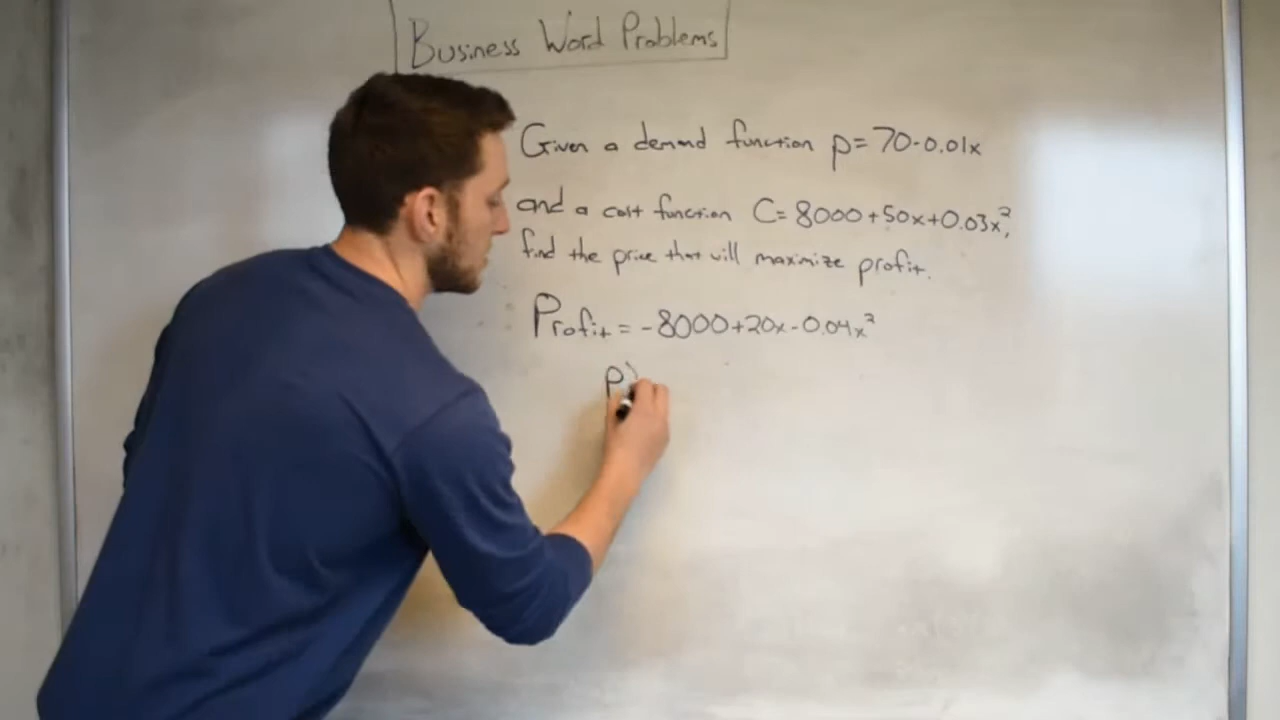 Business Word Problems
Given a demand function p=70-0.01x
and a cost function C=8000+50x+0.03x²,
find the price that will maximize profit.
Profit=-8000+20x-0.04x²
P'